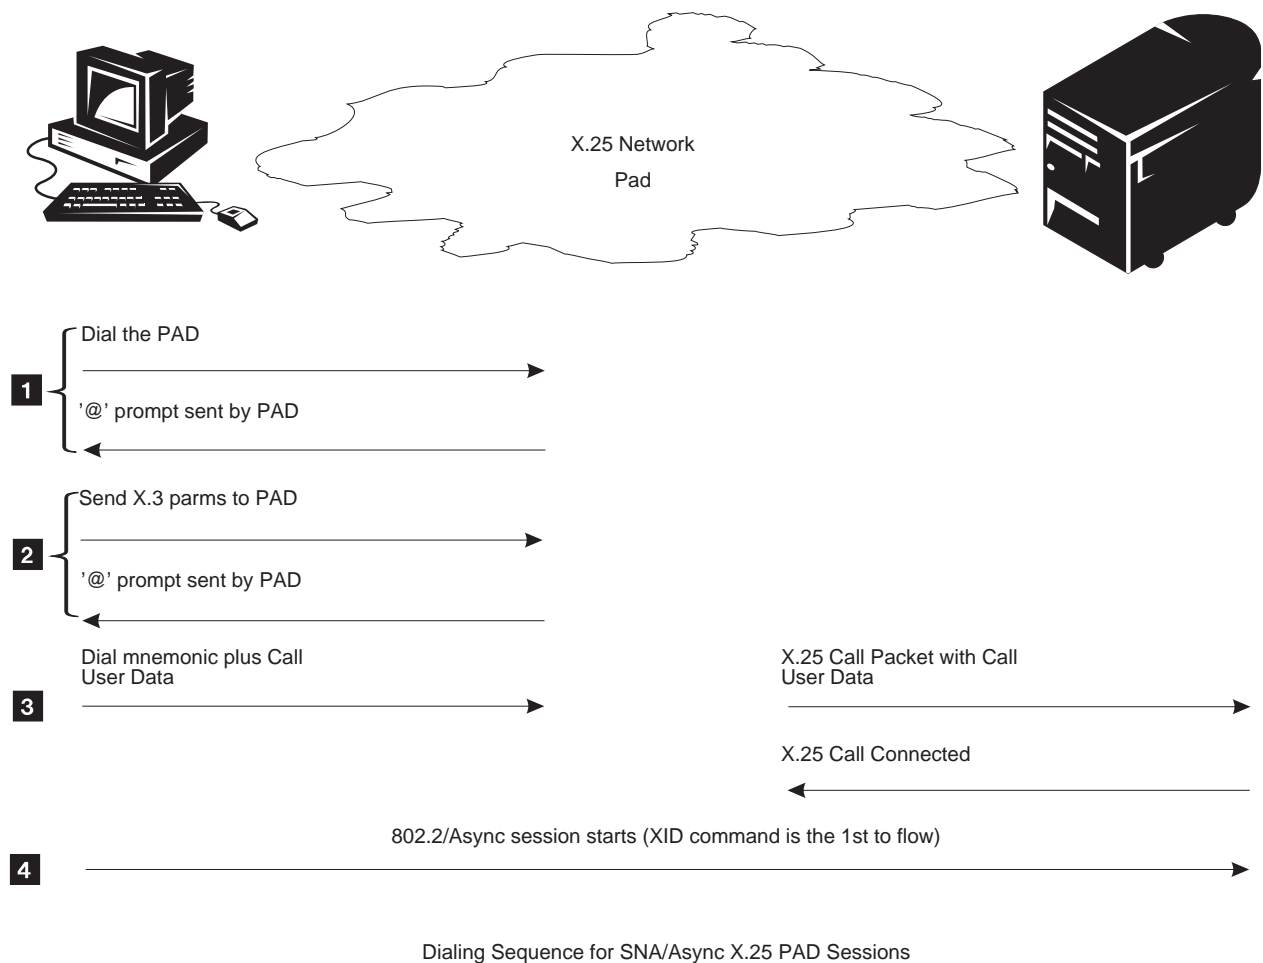 X.25 Network
Pad
Dial the PAD
1
'@' prompt sent by PAD
Send X.3 parms to PAD
2
'@' prompt sent by PAD
Dial mnemonic plus Call
User Data
X.25 Call Packet with Call
User Data
3
X.25 Call Connected
802.2/Async session starts (XID command is the 1st to flow)
4
Dialing Sequence for SNA/Async X.25 PAD Sessions